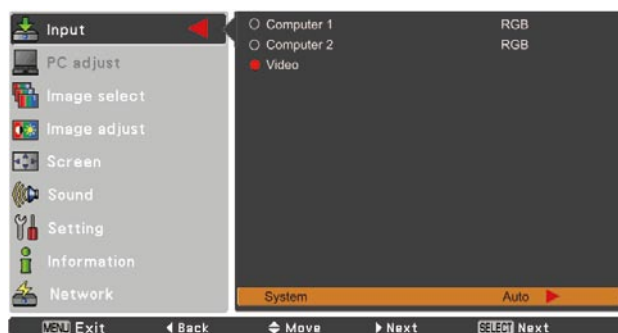 Input
PC adjust
Image select
Image adjust
Screen
Sound
Setting
Information
Network
Computer 1 RGB
Computer 2 RGB
Video
System Auto
MENU Exit Back Move Next SELECT Next